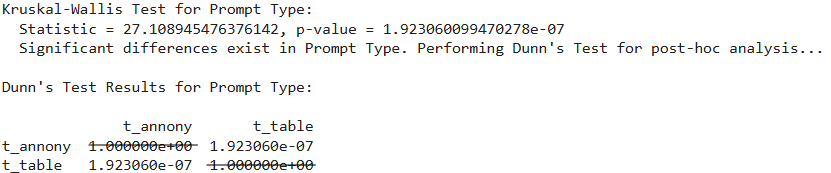 Kruskal-Wallis Test for Prompt Type:
Statistic = 27.108945476376142, p-value = 1.923060099470278e-07
Significant differences exist in Prompt Type. Performing Dunn's Test for post-hoc analysis...
Dunn's Test Results for Prompt Type:
t_annony t_table
t_annony 1.000000e+00 1.923060e-07
t_table 1.923060e-07 1.000000e+00